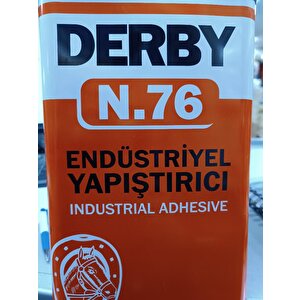 DERBY
N.76
ENDÜSTRİYEL
YAPIŞTIRICI
INDUSTRIAL ADHESIVE